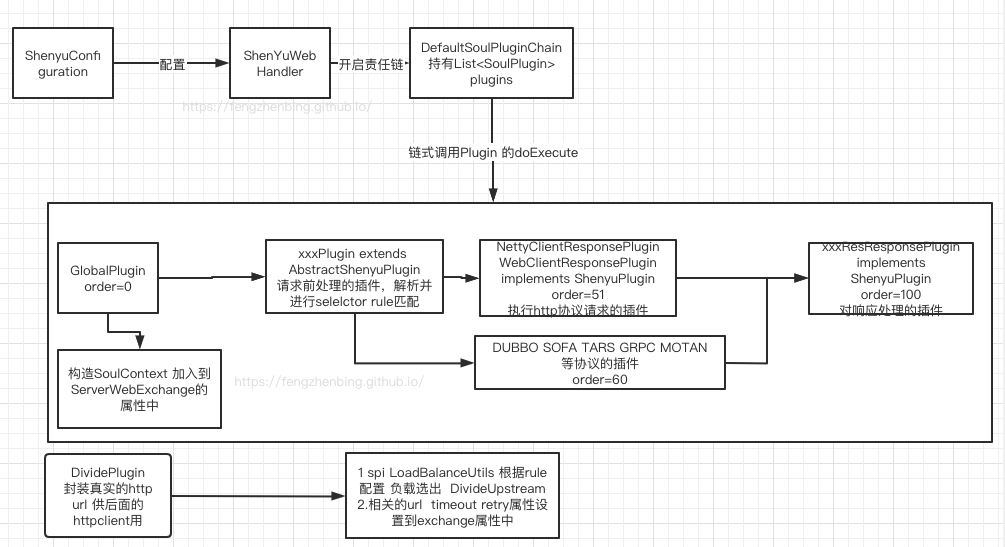 ShenyuConfi
guration
配置
ShenYuWeb
Handler
开启责任链
DefaultSoulPluginChain
持有List<SoulPlugin>
plugins
https://fengzhenbing.github.io/
链式调用Plugin 的doExecute
GlobalPlugin
order=0
xxxPlugin extends
AbstractShenyuPlugin
请求前处理的插件，解析并
进行selelctor rule匹配
NettyClientResponsePlugin
WebClientResponsePlugin
implements ShenyuPlugin
order=51
执行http协议请求的插件
xxxResResponsePlugin
implements
ShenyuPlugin
order=100
对响应处理的插件
DUBBO SOFA TARS GRPC MOTAN
等协议的插件
order=60
构造SoulContext 加入到
ServerWebExchange的
属性中
https://fengzhenbing.github.io/
DividePlugin
封装真实的http
url 供后面的
httpclient用
1 spi LoadBalanceUtils 根据rule
配置 负载选出 DivideUpstream
2.相关的url timeout retry属性设
置到exchange属性中